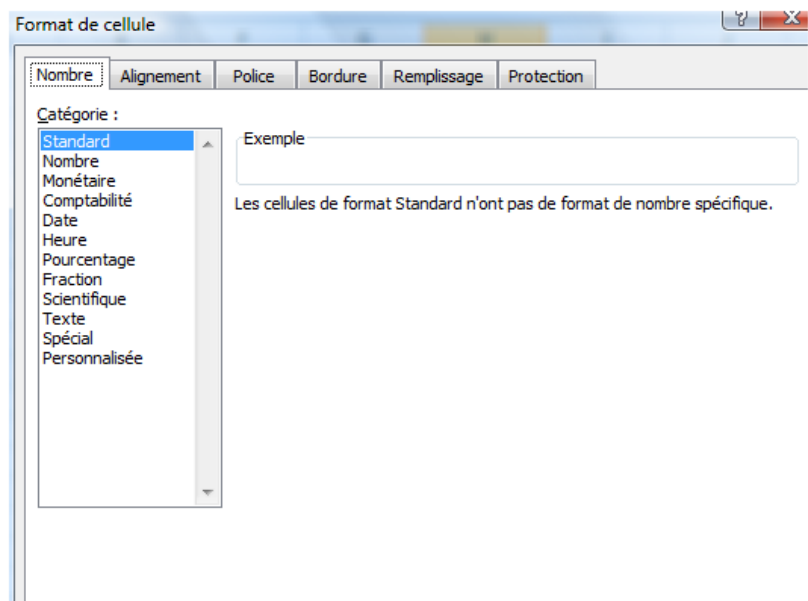 Format de cellule
?
X
Nombre Alignement Police Bordure Remplissage Protection
Catégorie :
Standard
Nombre
Monétaire
Comptabilité
Date
Heure
Pourcentage
Fraction
Scientifique
Texte
Spécial
Personnalisée
Exemple
Les cellules de format Standard n'ont pas de format de nombre spécifique.